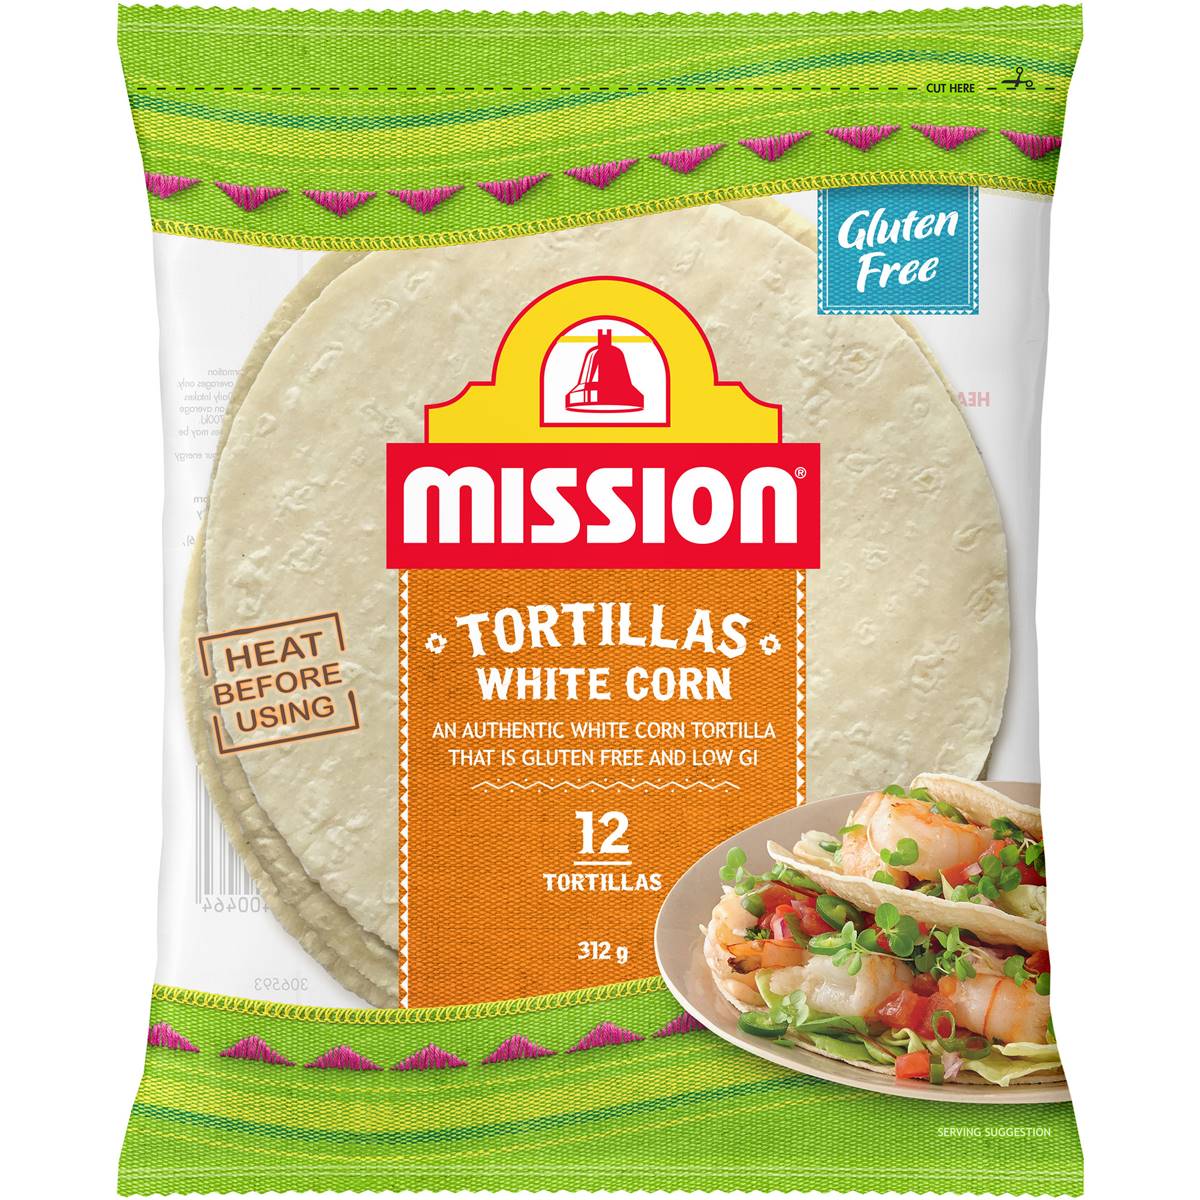 CUT HERE
Gluten
Free
MISSION®
TORTILLAS
WHITE CORN
AN AUTHENTIC WHITE CORN TORTILLA
THAT IS GLUTEN FREE AND LOW GI
HEAT
BEFORE
USING
12
TORTILLAS
312 g
306593
SERVING SUGGESTION